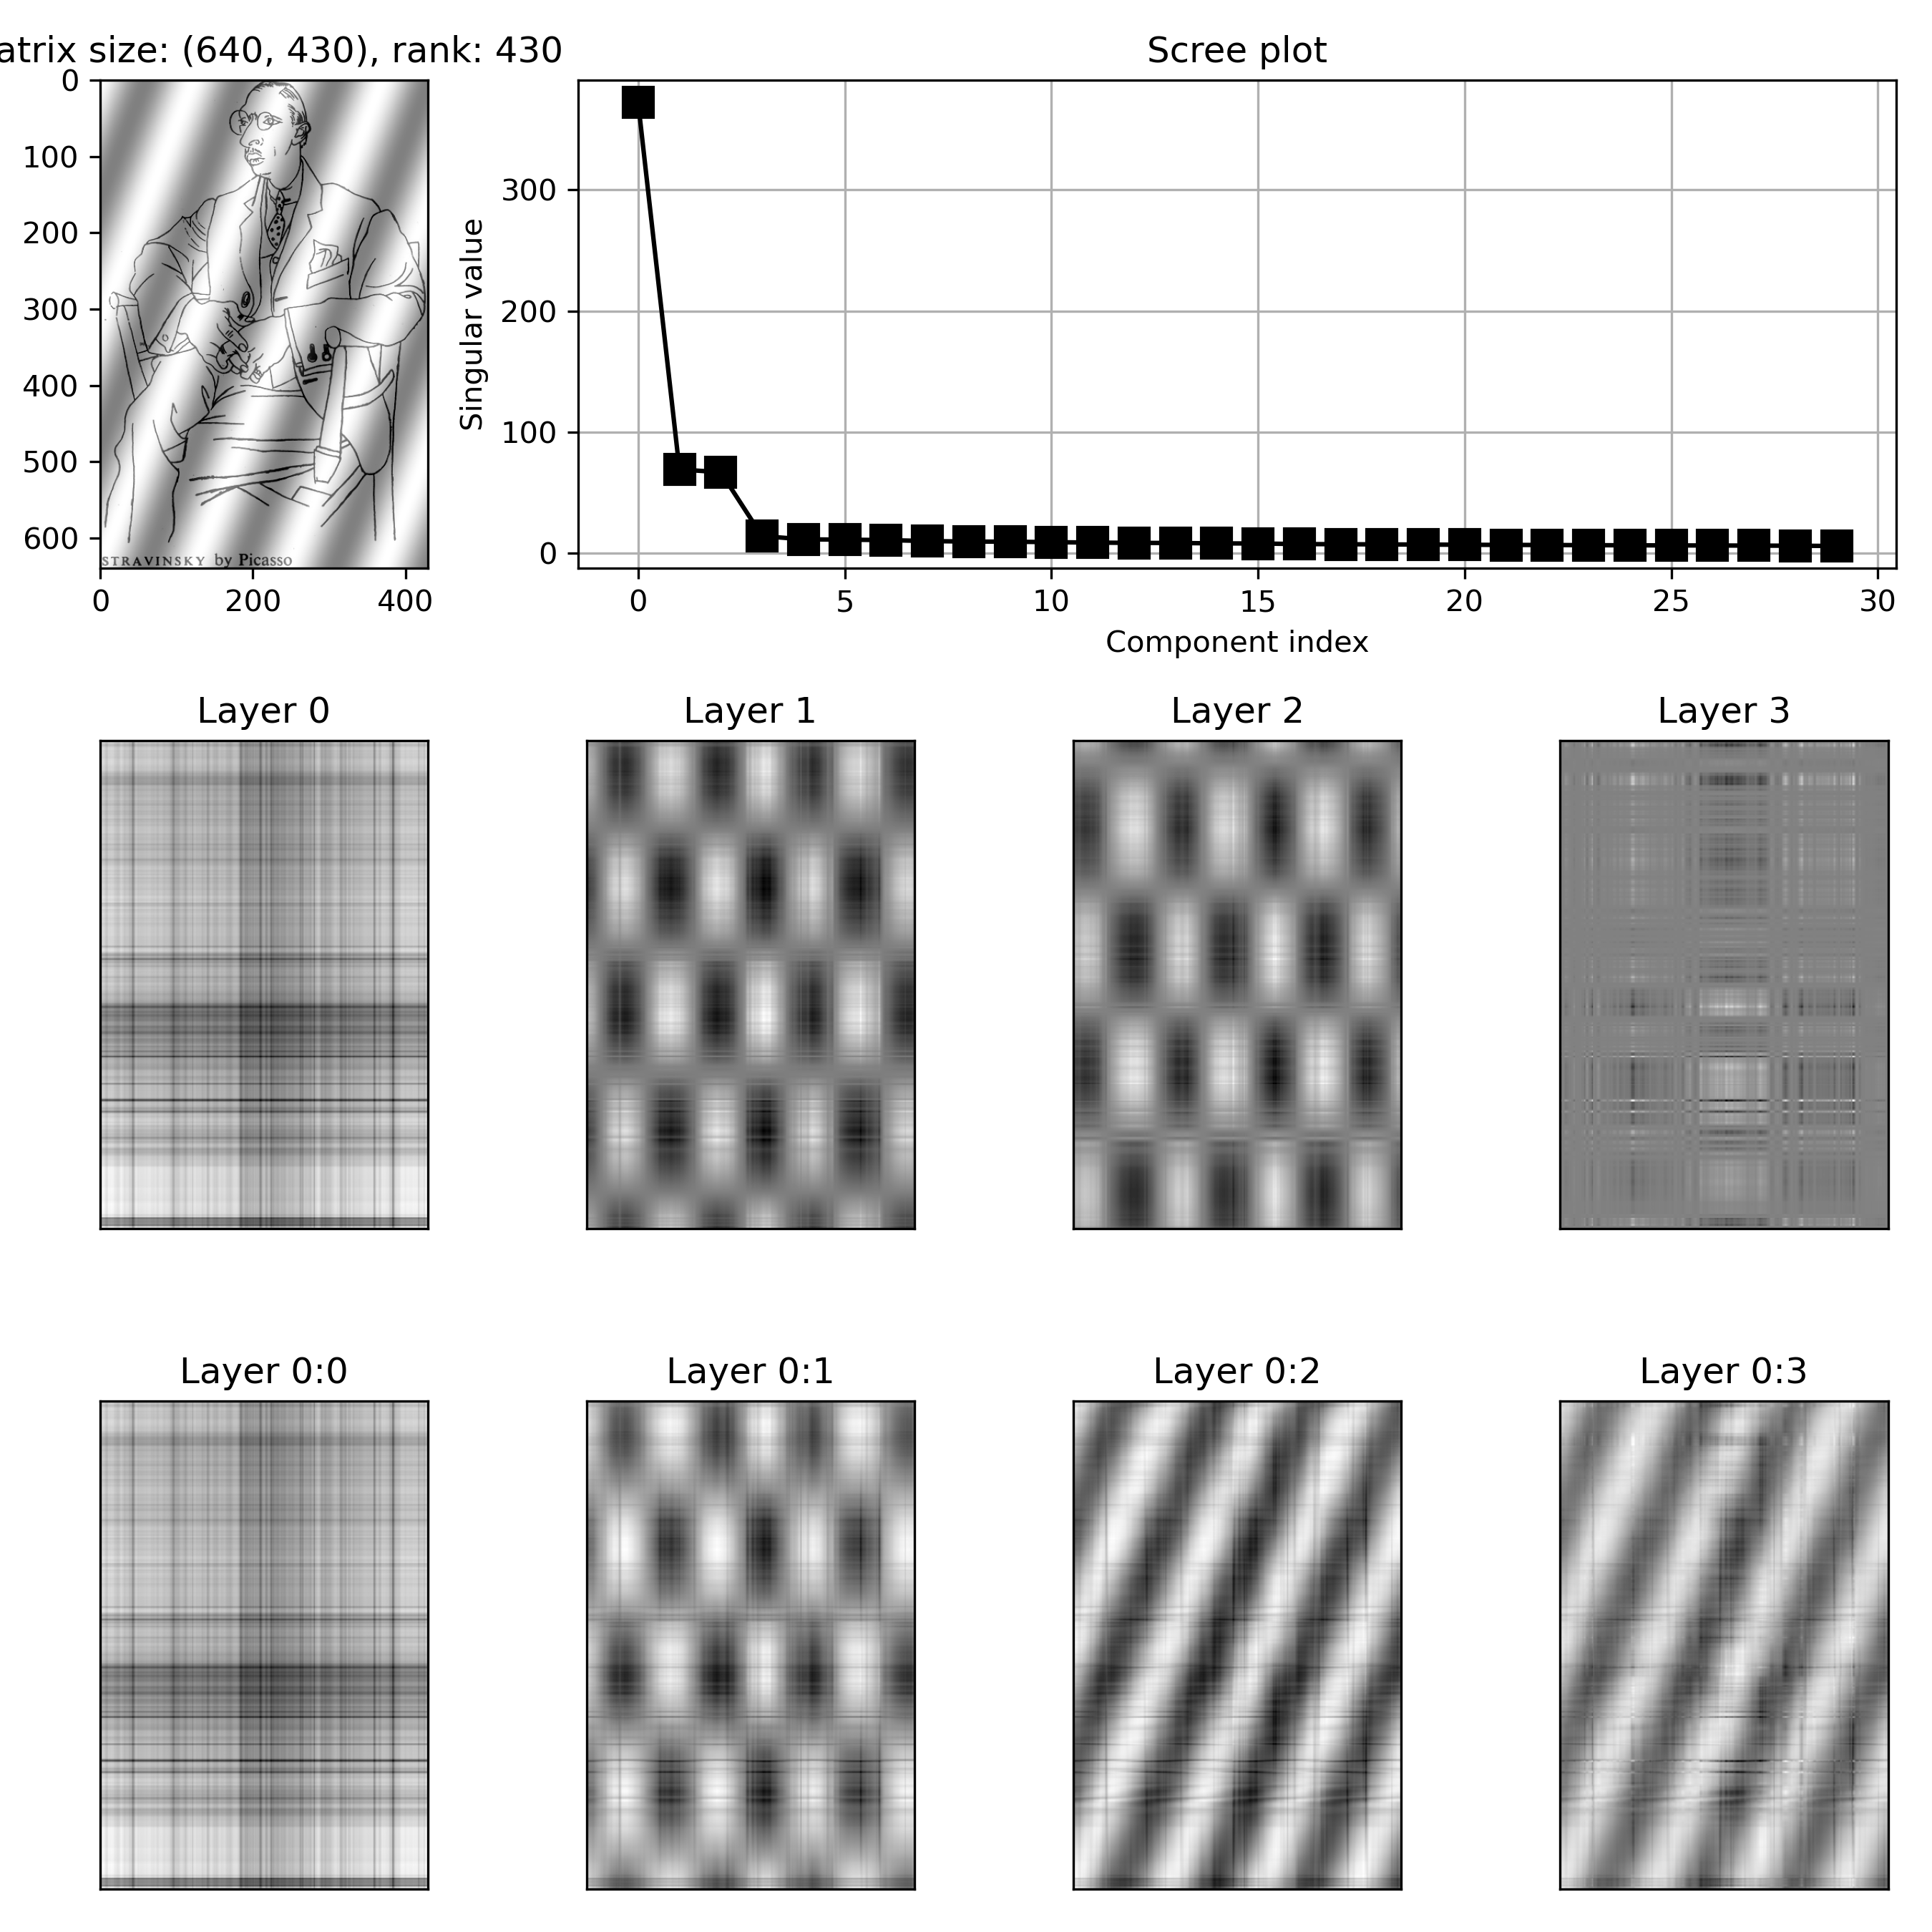 atrix size: (640, 430), rank: 430
0
100
200
300
400
500
600
0 200 400
STRAVINSKY by Picasso
Scree plot
Singular value
300
200
100
0
0 5 10 15 20 25 30
Component index
Layer 0 Layer 1 Layer 2 Layer 3
Layer 0:0 Layer 0:1 Layer 0:2 Layer 0:3